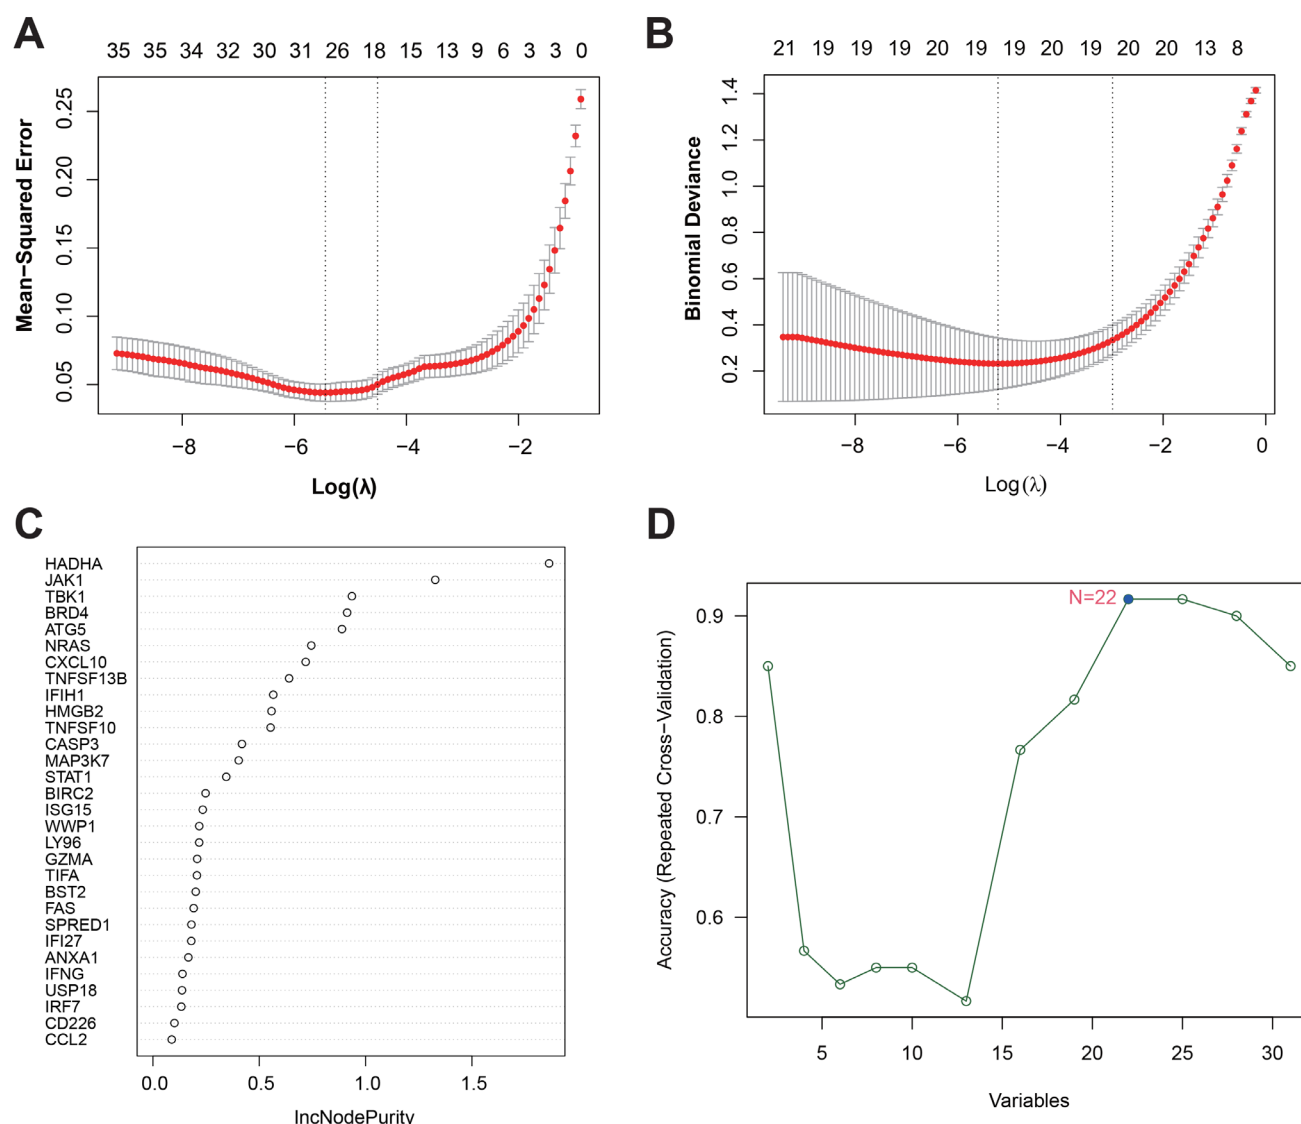 A
35 35 34 32 30 31 26 18 15 13 9 6 3 3 0
Mean−Squared Error
0.25
0.20
0.15
0.10
0.05
−8 −6 −4 −2
Log(λ)
B
21 19 19 19 20 19 19 20 19 20 20 13 8
Binomial Deviance
1.4
1.2
1.0
0.8
0.6
0.4
0.2
−8 −6 −4 −2 0
Log(λ)
C
HADHA
JAK1
TBK1
BRD4
ATG5
NRAS
CXCL10
TNFSF13B
IFIH1
HMGB2
TNFSF10
CASP3
MAP3K7
STAT1
BIRC2
ISG15
WWP1
LY96
GZMA
TIFA
BST2
FAS
SPRED1
IFI27
ANXA1
IFNG
USP18
IRF7
CD226
CCL2
0.0 0.5 1.0 1.5
IncNodePurity
D
Accuracy (Repeated Cross−Validation)
0.9
0.8
0.7
0.6
N=22
5 10 15 20 25 30
Variables